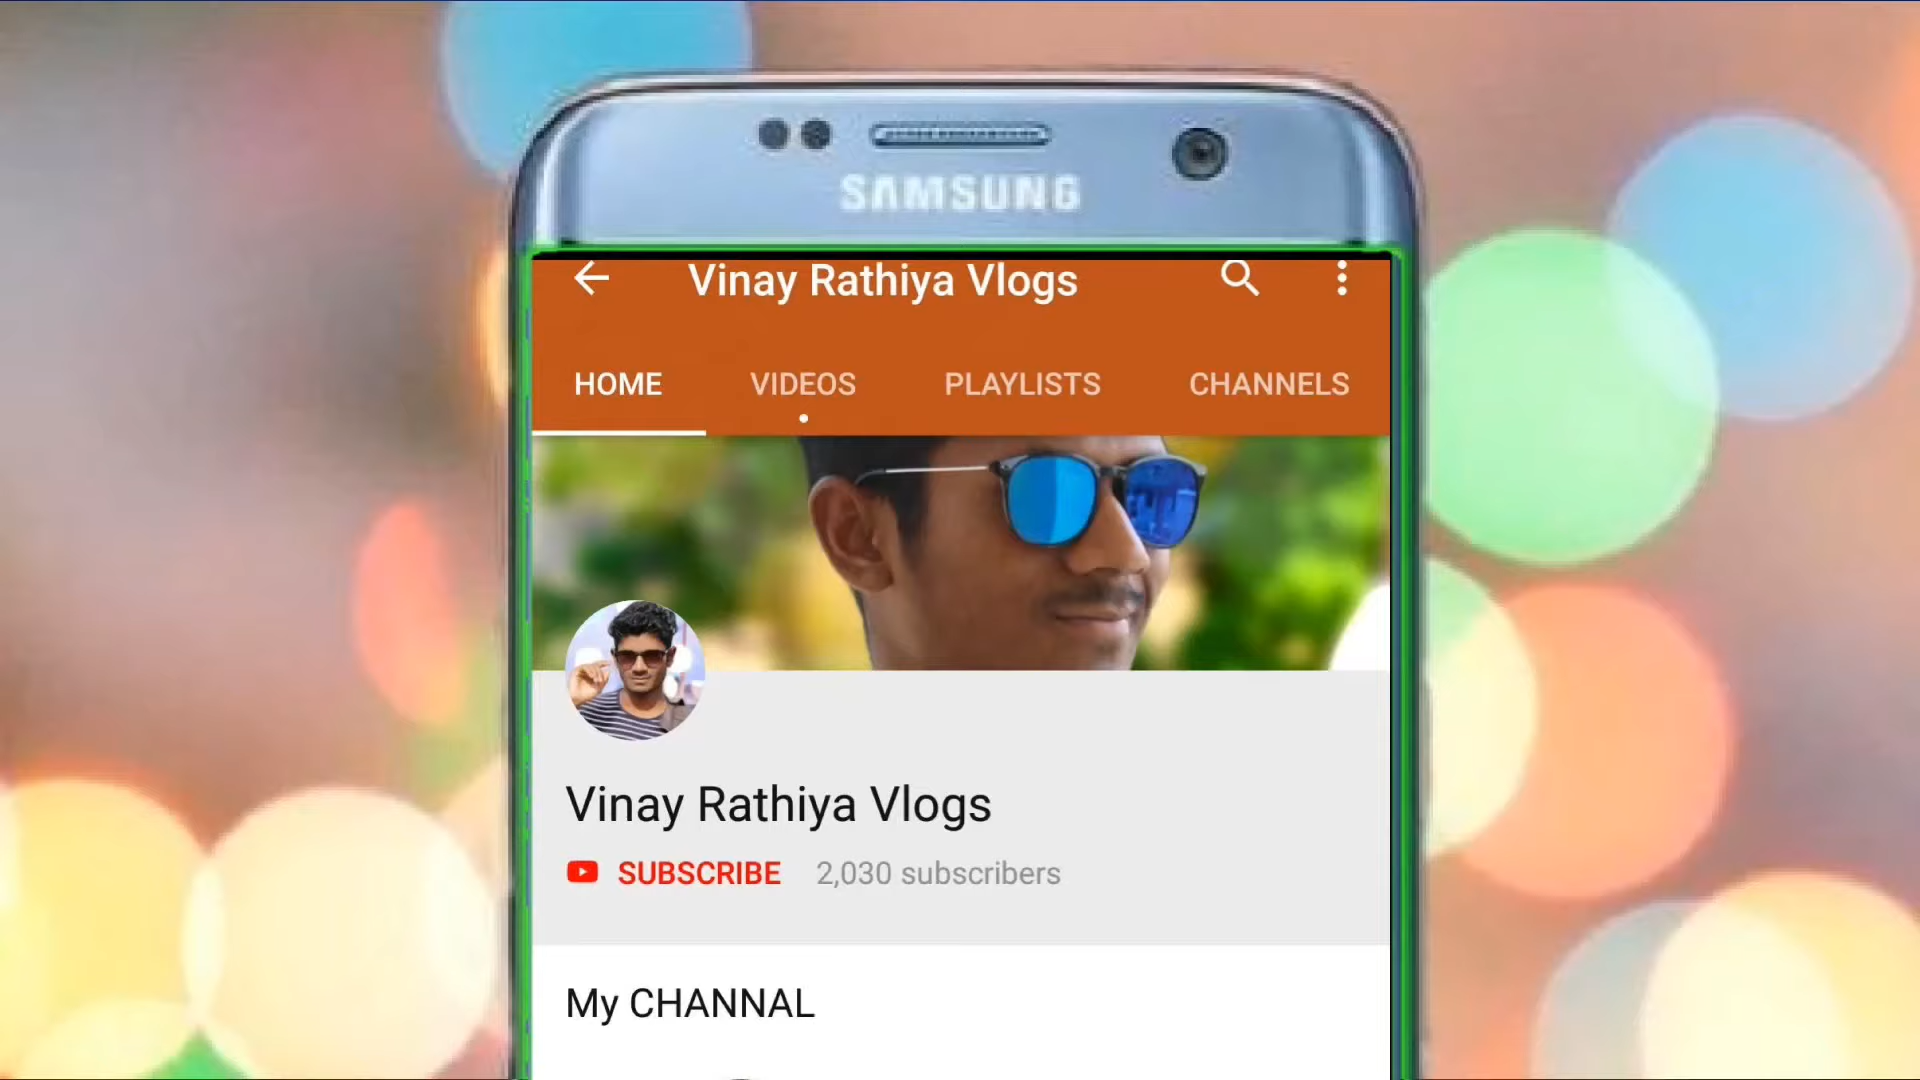 SAMSUNG
Vinay Rathiya Vlogs
HOME VIDEOS PLAYLISTS CHANNELS
Vinay Rathiya Vlogs
SUBSCRIBE 2,030 subscribers
My CHANNAL